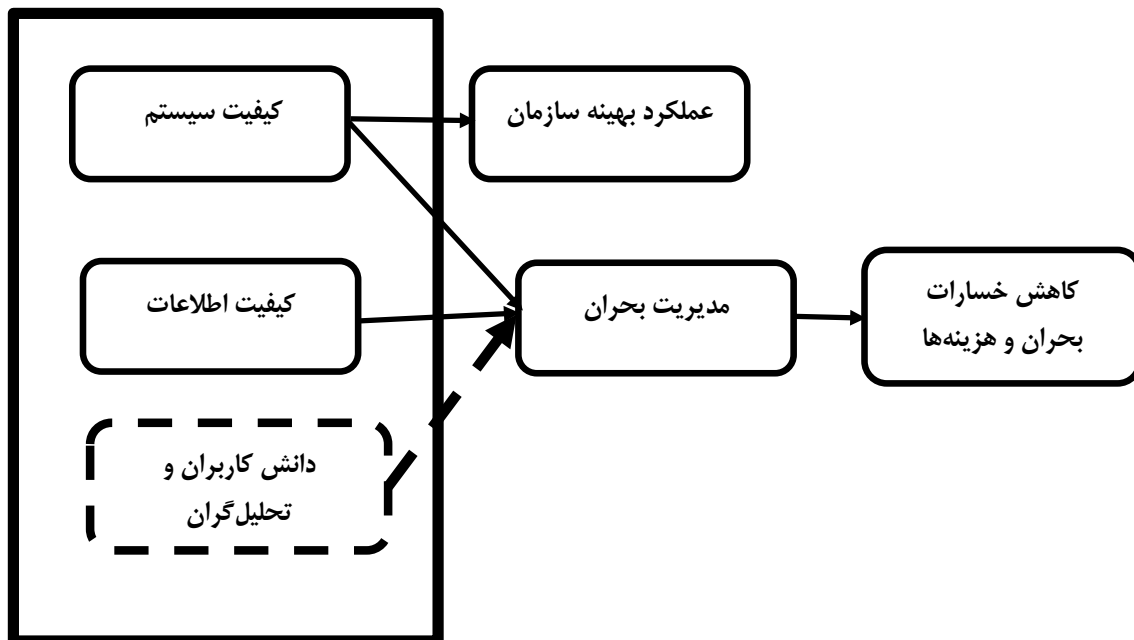 کیفیت سیستم
عملکرد بهینه سازمان
کیفیت اطلاعات
مدیریت بحران
کاهش خسارات
بحران و هزینه‌ها
دانش کاربران و
تحلیل‌گران